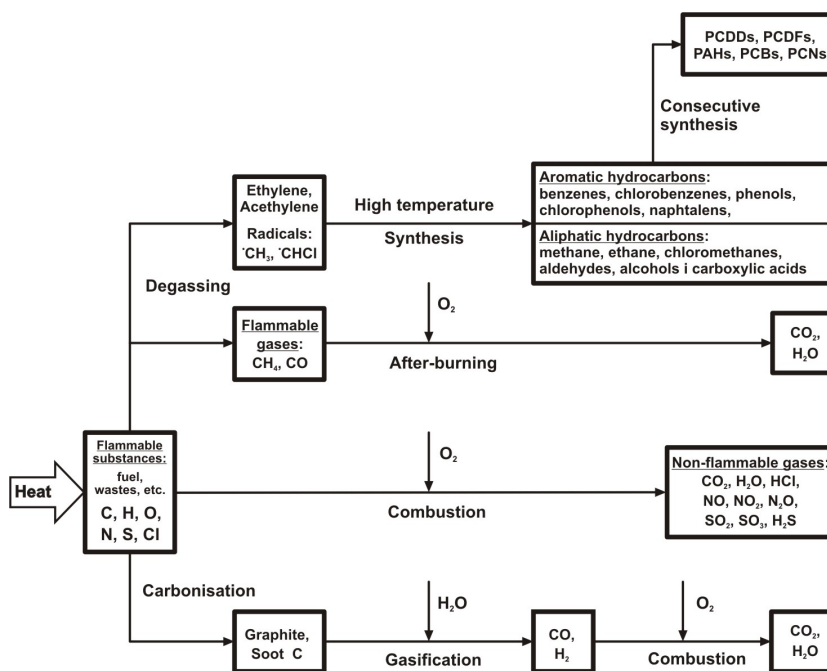 PCDDs, PCDFs,
PAHs, PCBs, PCNs
Consecutive
synthesis
Ethylene,
Acethylene
Radicals:
˙CH₃, ˙CHCl
High temperature
Synthesis
Aromatic hydrocarbons:
benzenes, chlorobenzenes, phenols,
chlorophenols, naphtalens,
Aliphatic hydrocarbons:
methane, ethane, chloromethanes,
aldehydes, alcohols i carboxylic acids
Degassing
Flammable
gases:
CH₄, CO
O₂
After-burning
CO₂,
H₂O
Heat
Flammable
substances:
fuel,
wastes, etc.
C, H, O,
N, S, Cl
O₂
Combustion
Non-flammable gases:
CO₂, H₂O, HCl,
NO, NO₂, N₂O,
SO₂, SO₃, H₂S
Carbonisation
Graphite,
Soot C
H₂O
Gasification
CO,
H₂
O₂
Combustion
CO₂,
H₂O